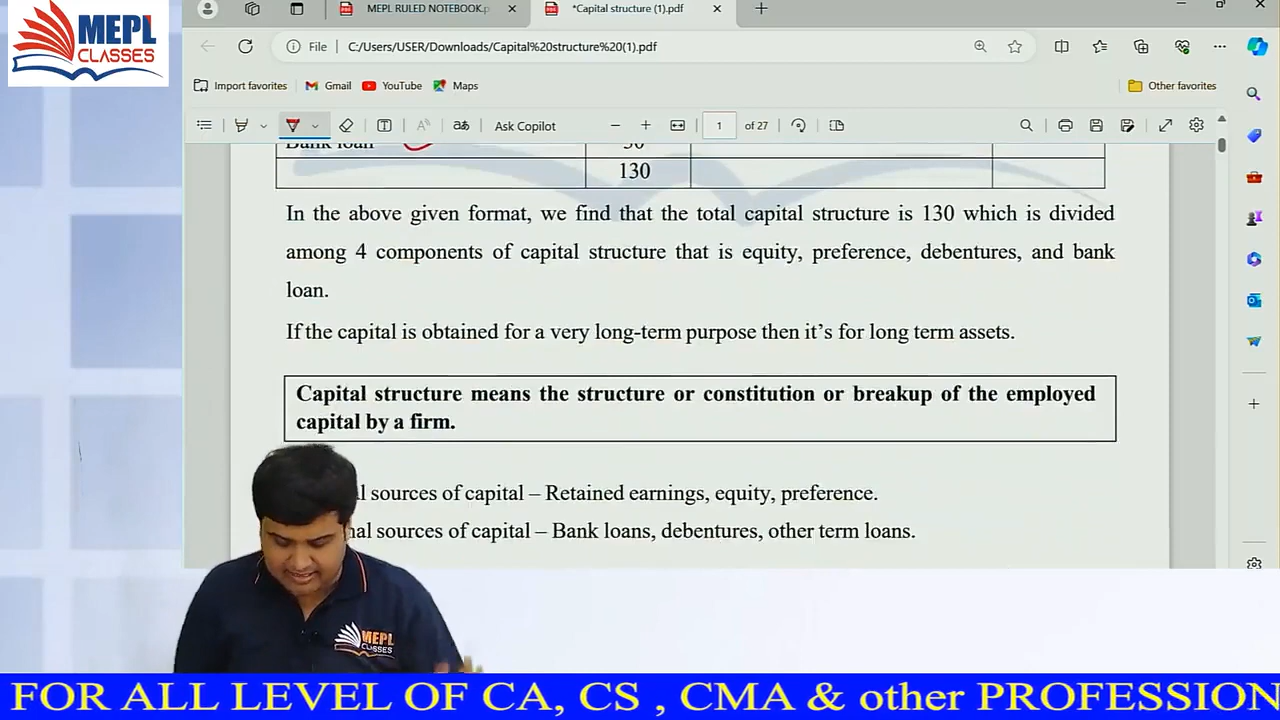 MEPL
CLASSES
MEPL RULED NOTEBOOK.p
*Capital structure (1).pdf
File
C:/Users/USER/Downloads/Capital%20structure%20(1).pdf
Import favorites
Gmail
YouTube
Maps
Other favorites
Ask Copilot
1
of 27
130
In the above given format, we find that the total capital structure is 130 which is divided
among 4 components of capital structure that is equity, preference, debentures, and bank
loan.
If the capital is obtained for a very long-term purpose then it's for long term assets.
Capital structure means the structure or constitution or breakup of the employed
capital by a firm.
sources of capital – Retained earnings, equity, preference.
sources of capital – Bank loans, debentures, other term loans.
MEPL
CLASSES
FOR ALL LEVEL OF CA, CS , CMA & other PROFESSION